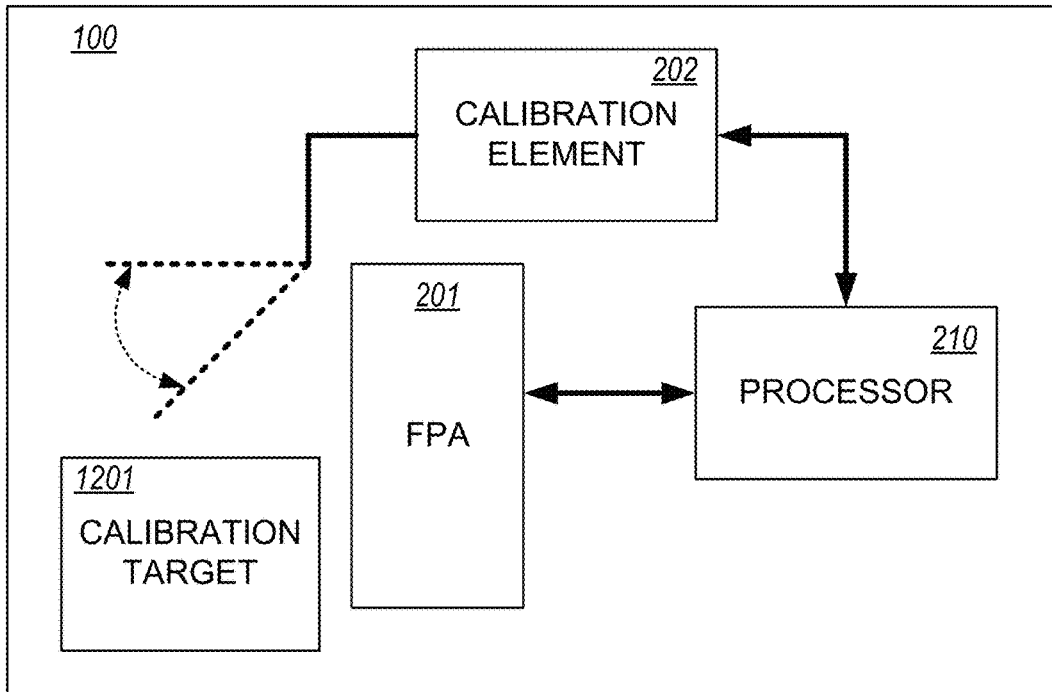 100
202
CALIBRATION
ELEMENT
201
FPA
210
PROCESSOR
1201
CALIBRATION
TARGET